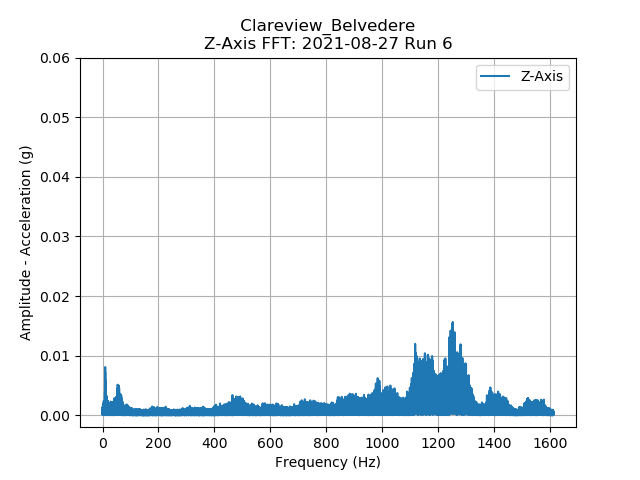 Clareview_Belvedere
Z-Axis FFT: 2021-08-27 Run 6
Z-Axis
0.06
0.05
0.04
0.03
0.02
0.01
0.00
Amplitude - Acceleration (g)
0 200 400 600 800 1000 1200 1400 1600
Frequency (Hz)